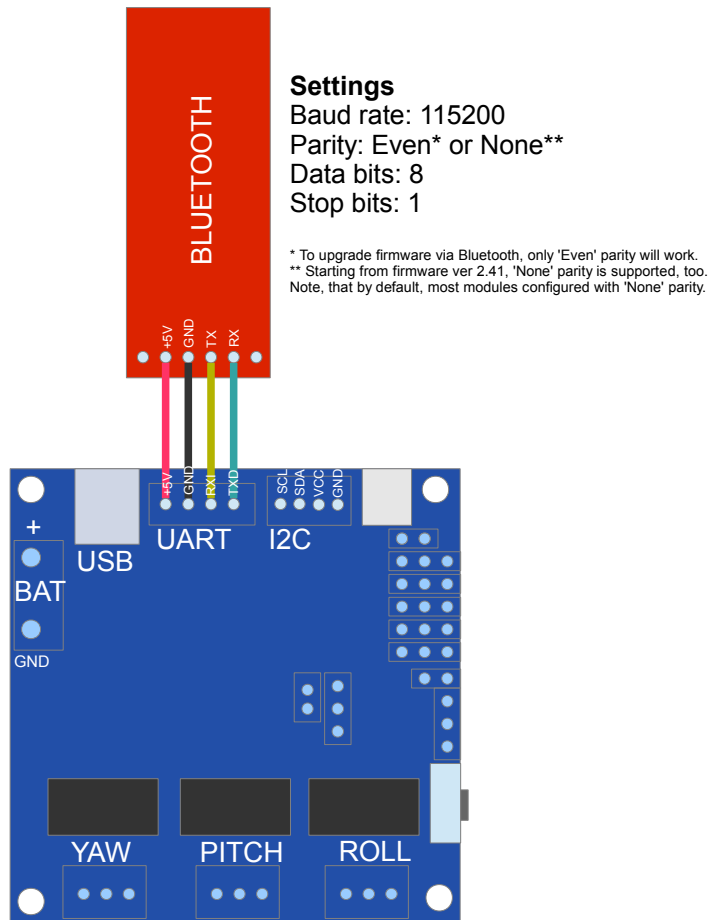 BLUETOOTH
Settings
Baud rate: 115200
Parity: Even* or None**
Data bits: 8
Stop bits: 1
* To upgrade firmware via Bluetooth, only 'Even' parity will work.
** Starting from firmware ver 2.41, 'None' parity is supported, too.
Note, that by default, most modules configured with 'None' parity.
+5V
GND
TX
RX
+5V
GND
RXI
TXD
SCL
SDA
VCC
GND
+
USB
UART
I2C
BAT
GND
YAW
PITCH
ROLL